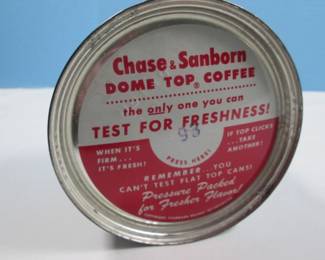 Chase & Sanborn
DOME TOP® COFFEE
the only one you can
TEST FOR FRESHNESS!
WHEN IT'S
FIRM...
IT'S FRESH!
PRESS HERE!
IF TOP CLICKS
... TAKE
ANOTHER!
REMEMBER...YOU
CAN'T TEST FLAT TOP CANS!
Pressure Packed
for Fresher Flavor!